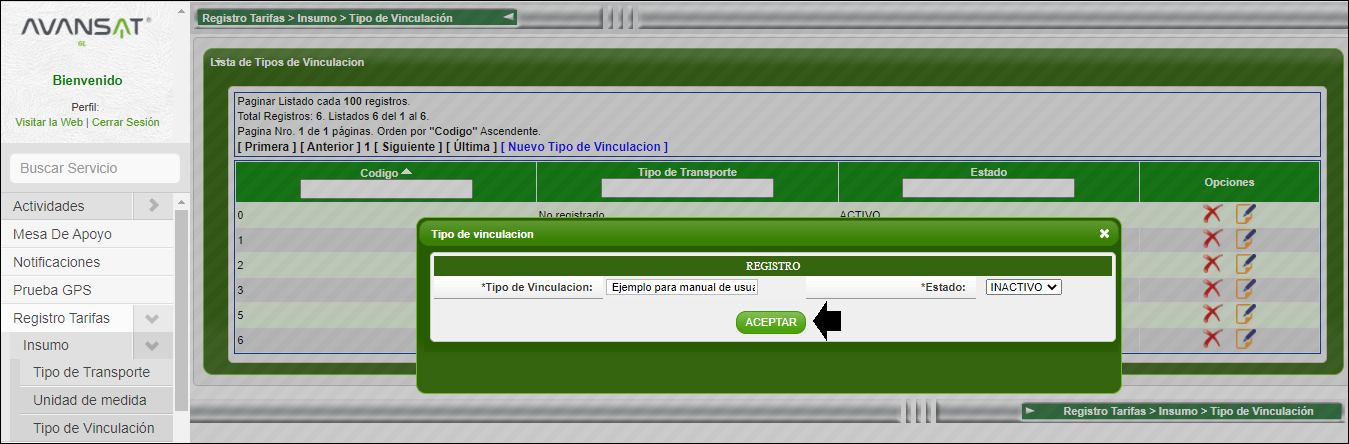 AVANSAT
GL
Bienvenido
Perfil:
Visitar la Web | Cerrar Sesión
Buscar Servicio
Actividades
Mesa De Apoyo
Notificaciones
Prueba GPS
Registro Tarifas
Insumo
Tipo de Transporte
Unidad de medida
Tipo de Vinculación
Registro Tarifas > Insumo > Tipo de Vinculación
Lista de Tipos de Vinculacion
Paginar Listado cada 100 registros.
Total Registros: 6. Listados 6 del 1 al 6.
Pagina Nro. 1 de 1 páginas. Orden por "Codigo" Ascendente.
[ Primera ] [ Anterior ] 1 [ Siguiente ] [ Última ] [ Nuevo Tipo de Vinculacion ]
Codigo Tipo de Transporte Estado Opciones
0 No registrado ACTIVO
1
2
3
5
6
Tipo de vinculacion
REGISTRO
*Tipo de Vinculacion: Ejemplo para manual de usua *Estado: INACTIVO
ACEPTAR
Registro Tarifas > Insumo > Tipo de Vinculación